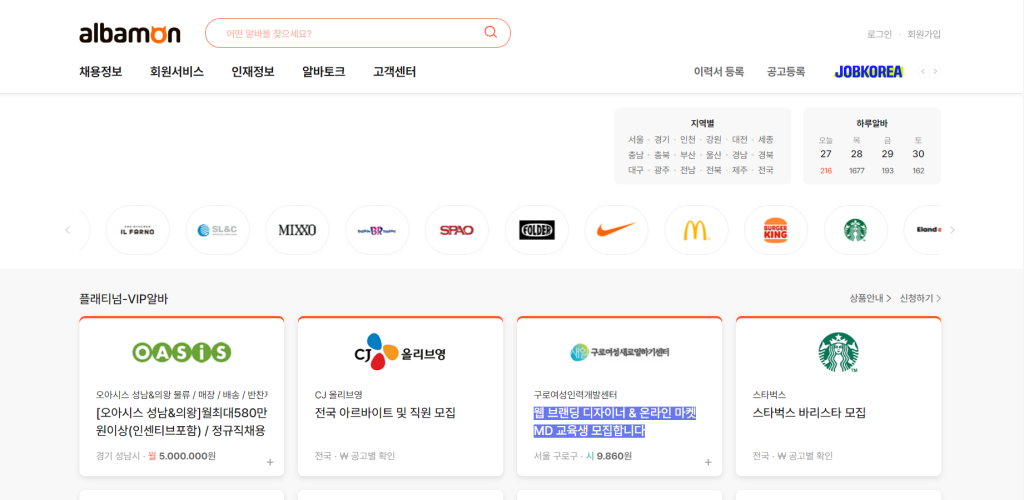 albamon
어떤 알바를 찾으세요?
로그인 · 회원가입
채용정보 회원서비스 인재정보 알바토크 고객센터
이력서 등록 공고등록 JOBKOREA
지역별
서울 · 경기 · 인천 · 강원 · 대전 · 세종
충남 · 충북 · 부산 · 울산 · 경남 · 경북
대구 · 광주 · 전남 · 전북 · 제주 · 전국
하루알바
오늘 목 금 토
27 28 29 30
216 1677 193 162
IL FORNO
SL&C
MIXXO
BR
SPAO
FOLDER
BURGER KING
Eland
플래티넘-VIP알바
상품안내 > 신청하기 >
OASIS
오아시스 성남&의왕 물류 / 매장 / 배송 / 반찬
[오아시스 성남&의왕]월최대580만
원이상(인센티브포함) / 정규직채용
경기 성남시 · 월 5.000.000원
+
CJ 올리브영
CJ 올리브영
전국 아르바이트 및 직원 모집
전국 · ₩ 공고별 확인
구로여성새로일하기센터
구로여성인력개발센터
웹 브랜딩 디자이너 & 온라인 마켓
MD 교육생 모집합니다
서울 구로구 · 시 9.860원
+
스타벅스
스타벅스 바리스타 모집
전국 · ₩ 공고별 확인